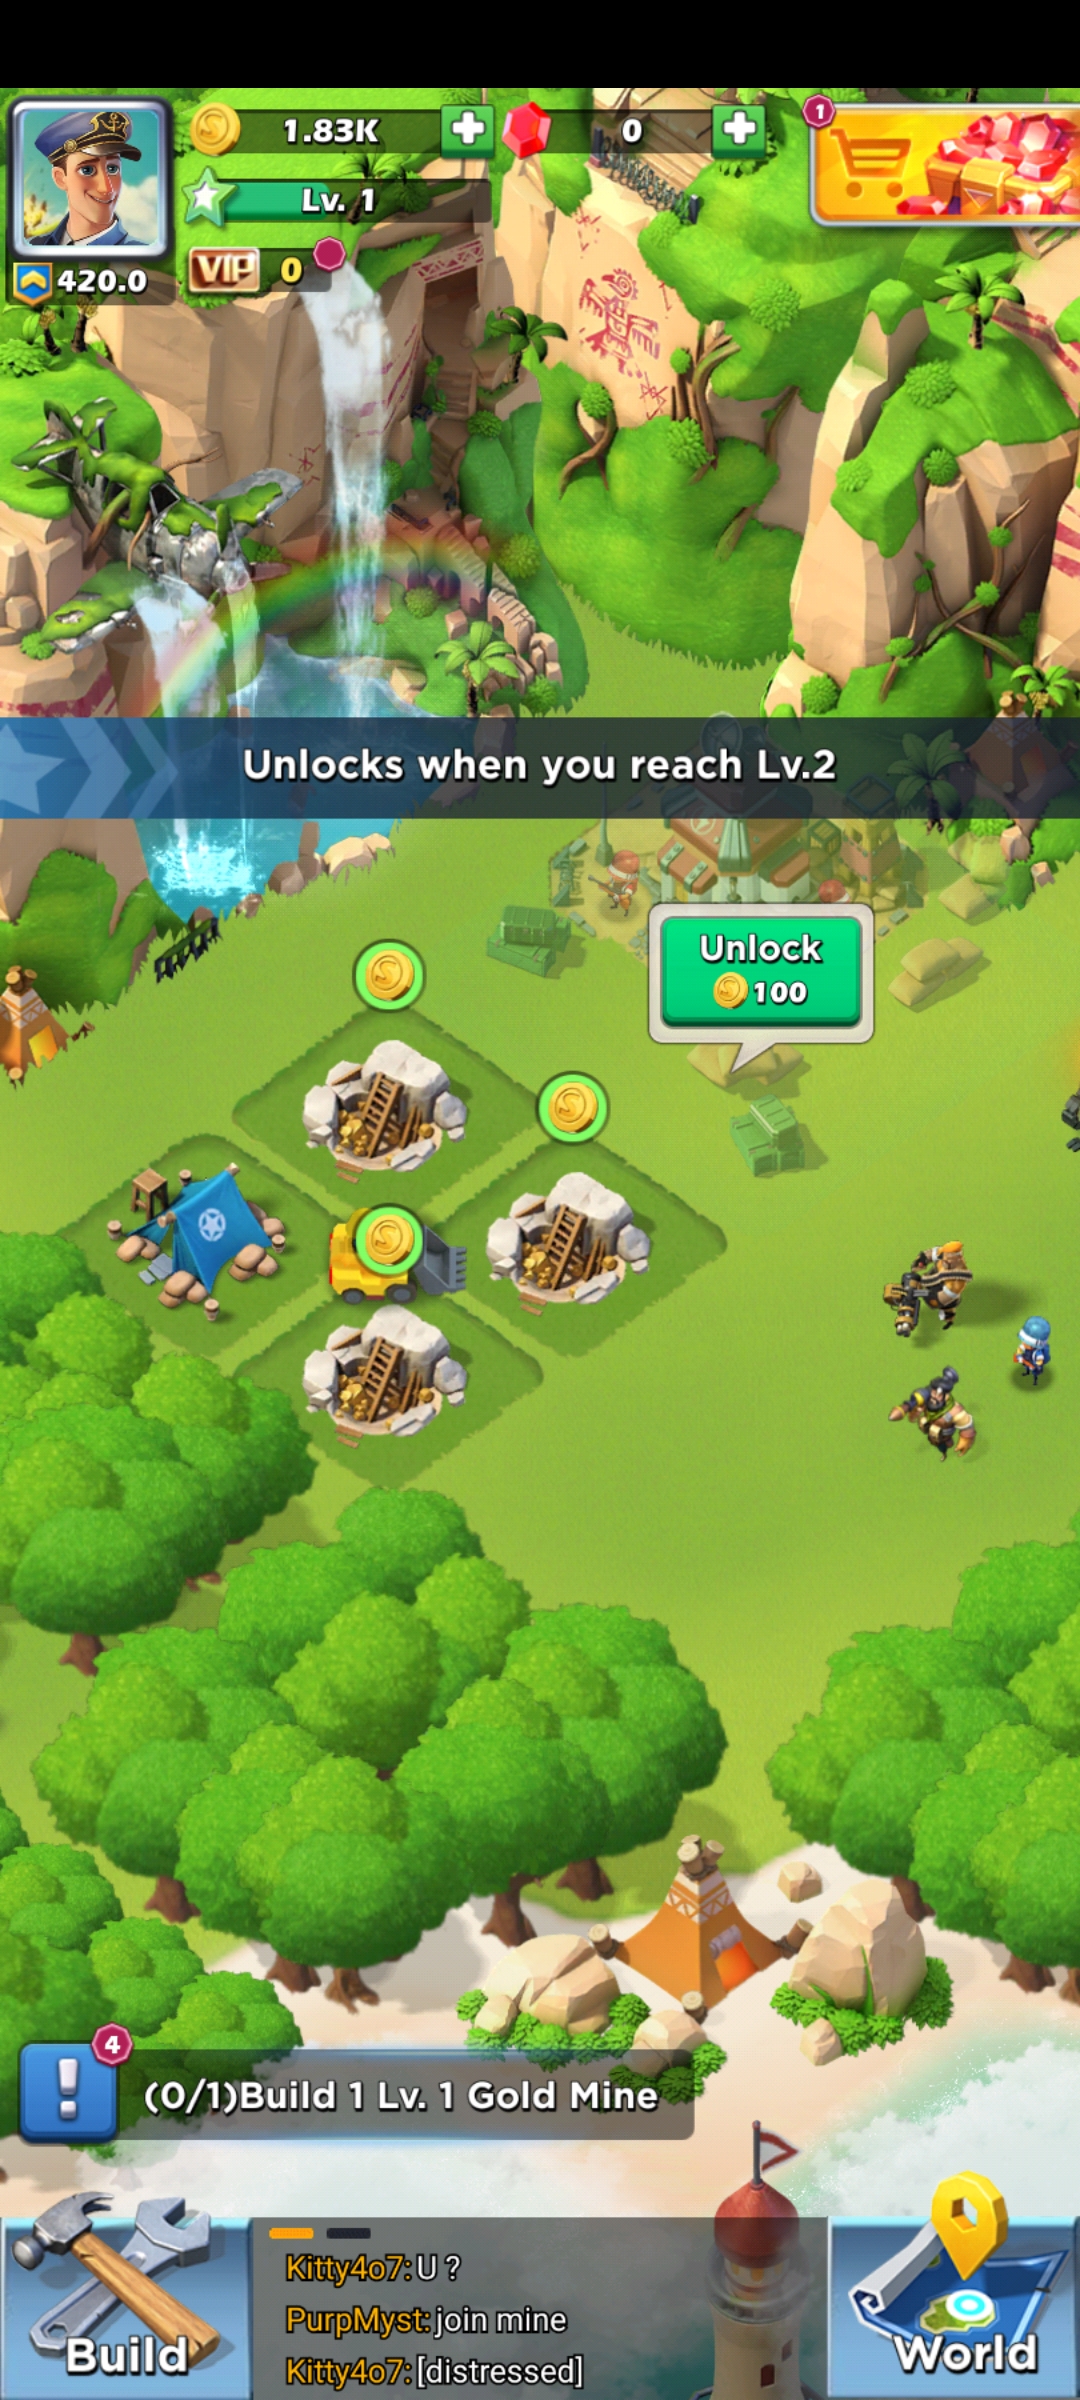 1.83K
0
1
Lv. 1
VIP 0
420.0
Unlocks when you reach Lv.2
Unlock
100
4
(0/1)Build 1 Lv. 1 Gold Mine
Kitty4o7: U ?
PurpMyst: join mine
Kitty4o7: [distressed]
Build
World